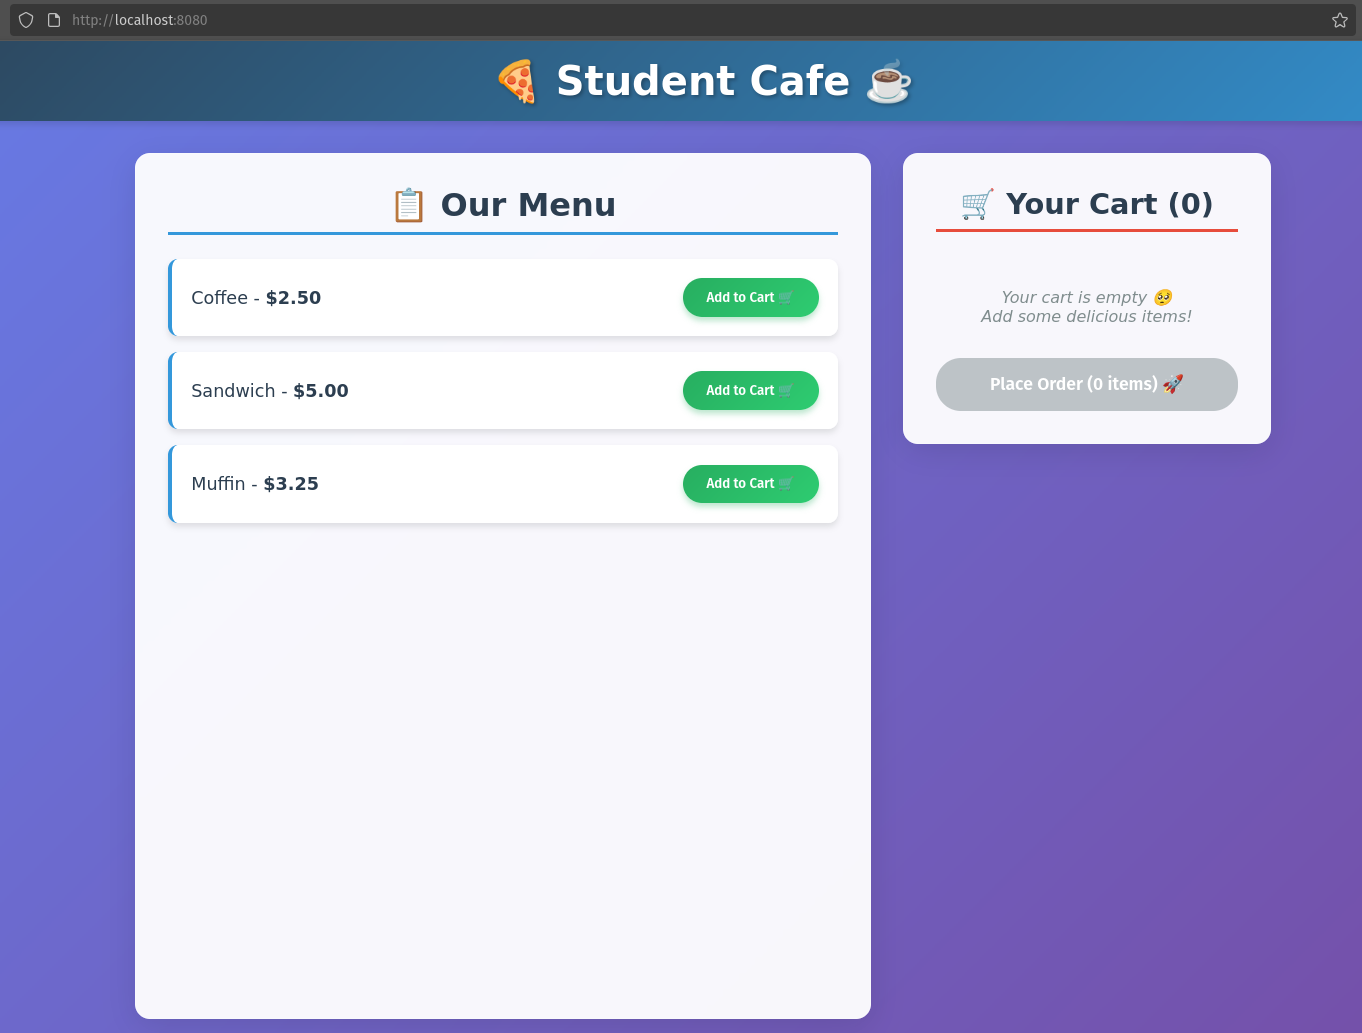 http://localhost:8080
🍕 Student Cafe ☕
📋 Our Menu
Coffee - $2.50
Add to Cart 🛒
Sandwich - $5.00
Add to Cart 🛒
Muffin - $3.25
Add to Cart 🛒
🛒 Your Cart (0)
Your cart is empty 🥺
Add some delicious items!
Place Order (0 items) 🚀